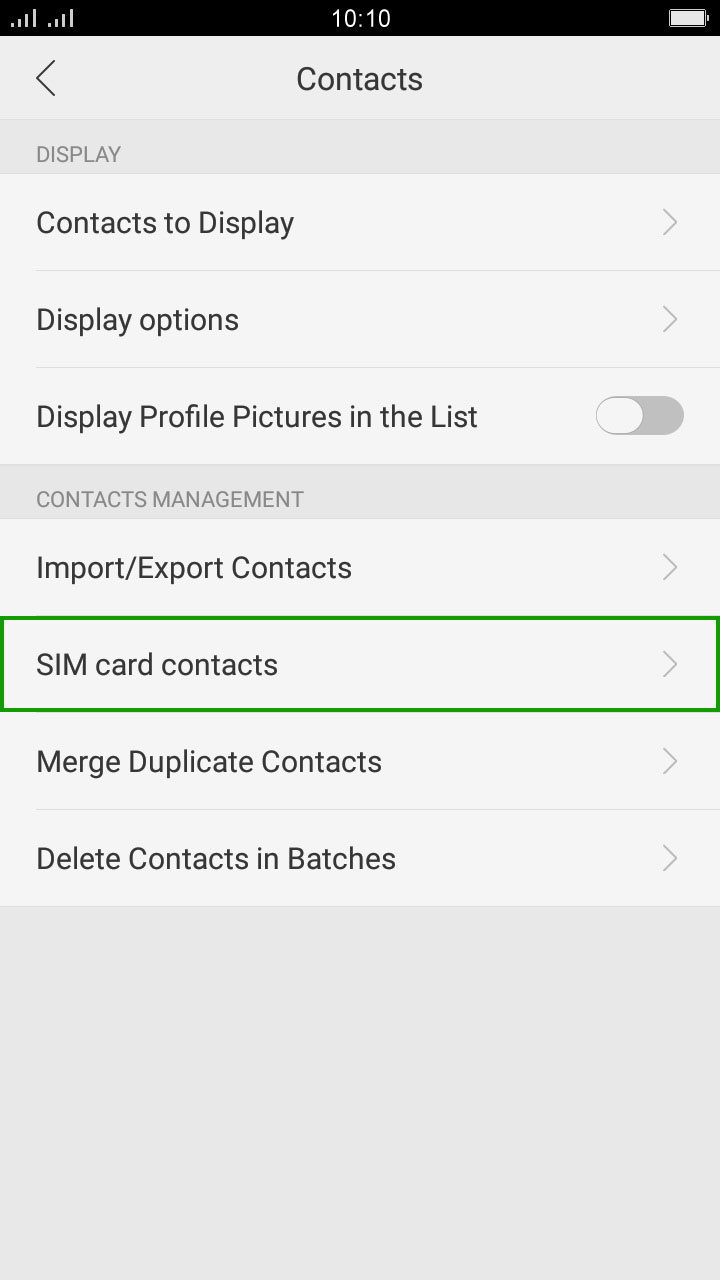 10:10
Contacts
DISPLAY
Contacts to Display
Display options
Display Profile Pictures in the List
CONTACTS MANAGEMENT
Import/Export Contacts
SIM card contacts
Merge Duplicate Contacts
Delete Contacts in Batches